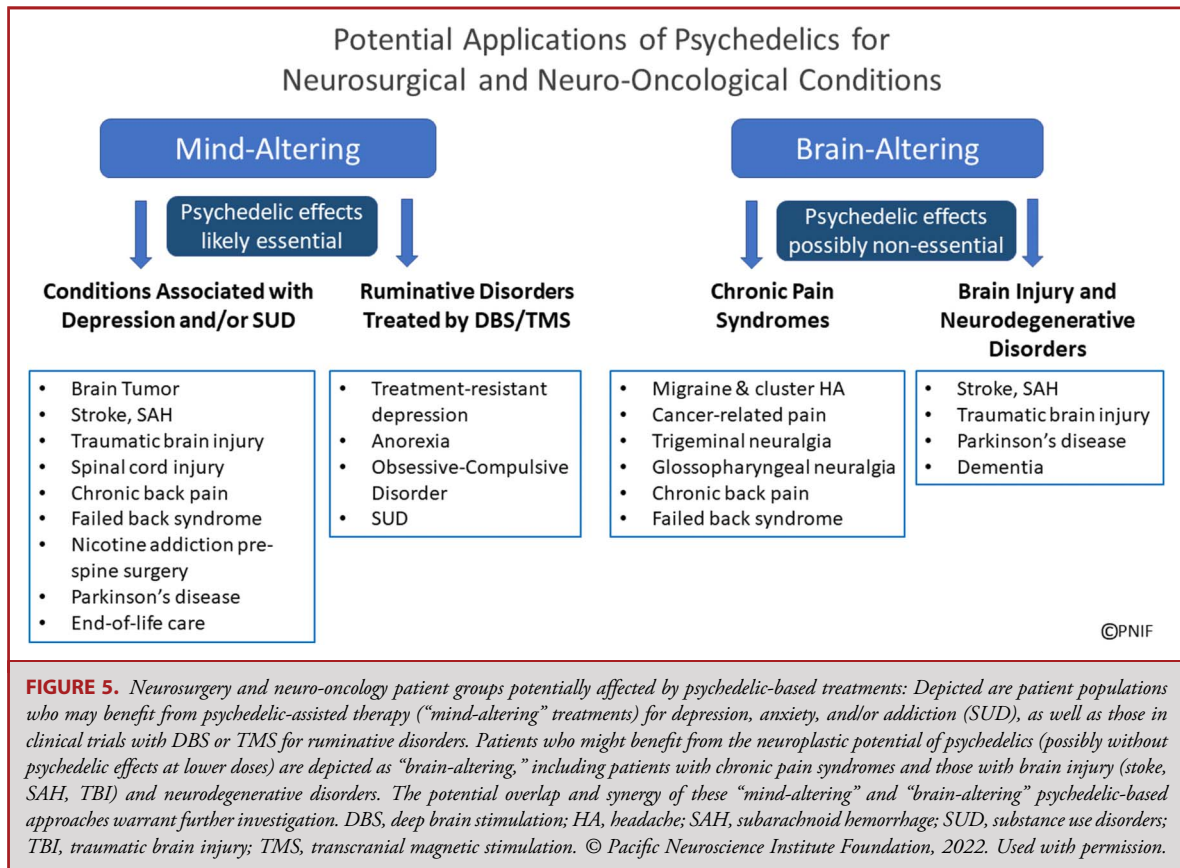 Potential Applications of Psychedelics for
Neurosurgical and Neuro-Oncological Conditions
Mind-Altering
Psychedelic effects
likely essential
Conditions Associated with
Depression and/or SUD
• Brain Tumor
• Stroke, SAH
• Traumatic brain injury
• Spinal cord injury
• Chronic back pain
• Failed back syndrome
• Nicotine addiction pre-
spine surgery
• Parkinson's disease
• End-of-life care
Ruminative Disorders
Treated by DBS/TMS
• Treatment-resistant
depression
• Anorexia
• Obsessive-Compulsive
Disorder
• SUD
Brain-Altering
Psychedelic effects
possibly non-essential
Chronic Pain
Syndromes
• Migraine & cluster HA
• Cancer-related pain
• Trigeminal neuralgia
• Glossopharyngeal neuralgia
• Chronic back pain
• Failed back syndrome
Brain Injury and
Neurodegenerative
Disorders
• Stroke, SAH
• Traumatic brain injury
• Parkinson's disease
• Dementia
©PNIF
FIGURE 5. Neurosurgery and neuro-oncology patient groups potentially affected by psychedelic-based treatments: Depicted are patient populations
who may benefit from psychedelic-assisted therapy (“mind-altering” treatments) for depression, anxiety, and/or addiction (SUD), as well as those in
clinical trials with DBS or TMS for ruminative disorders. Patients who might benefit from the neuroplastic potential of psychedelics (possibly without
psychedelic effects at lower doses) are depicted as “brain-altering,” including patients with chronic pain syndromes and those with brain injury (stoke,
SAH, TBI) and neurodegenerative disorders. The potential overlap and synergy of these “mind-altering” and “brain-altering” psychedelic-based
approaches warrant further investigation. DBS, deep brain stimulation; HA, headache; SAH, subarachnoid hemorrhage; SUD, substance use disorders;
TBI, traumatic brain injury; TMS, transcranial magnetic stimulation. © Pacific Neuroscience Institute Foundation, 2022. Used with permission.